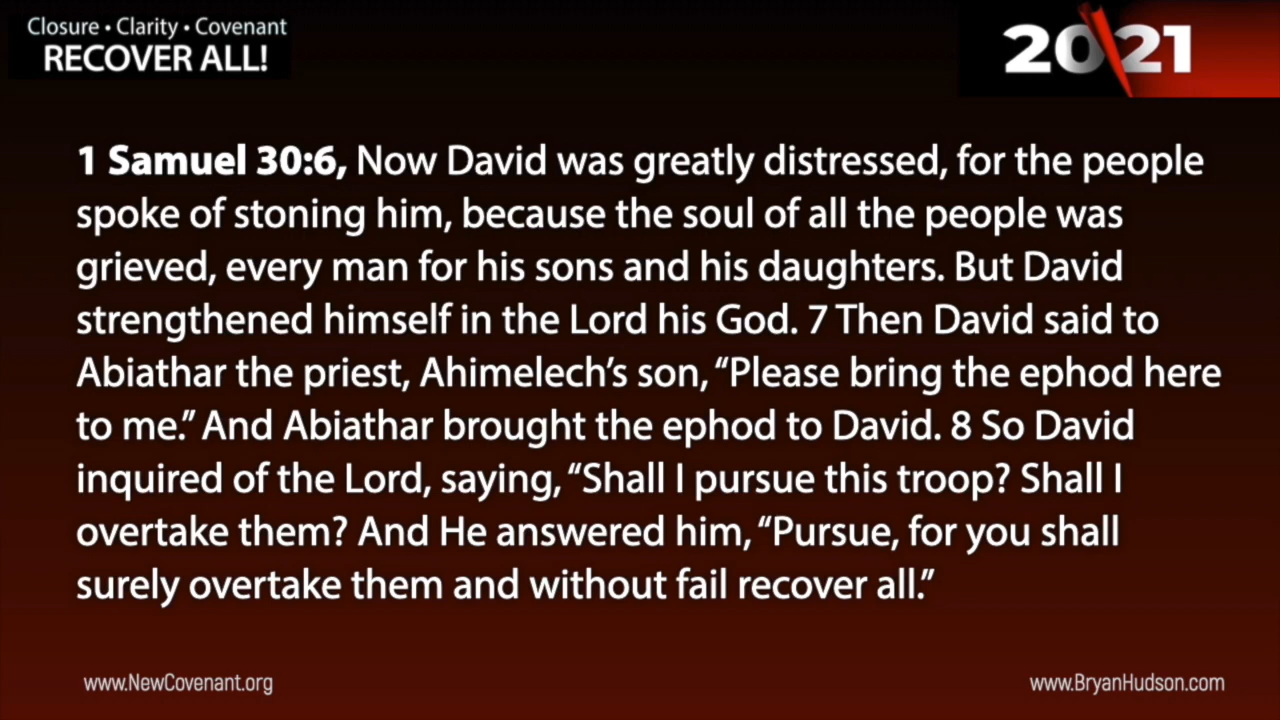 Closure • Clarity • Covenant
RECOVER ALL!
2021
1 Samuel 30:6, Now David was greatly distressed, for the people
spoke of stoning him, because the soul of all the people was
grieved, every man for his sons and his daughters. But David
strengthened himself in the Lord his God. 7 Then David said to
Abiathar the priest, Ahimelech’s son, “Please bring the ephod here
to me.” And Abiathar brought the ephod to David. 8 So David
inquired of the Lord, saying, “Shall I pursue this troop? Shall I
overtake them? And He answered him, “Pursue, for you shall
surely overtake them and without fail recover all.”
www.NewCovenant.org
www.BryanHudson.com